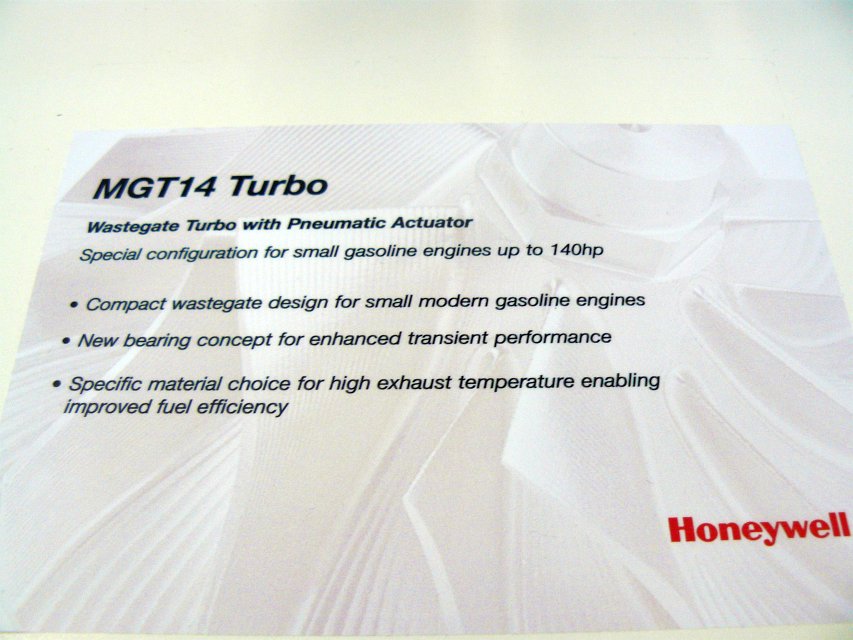 MGT14 Turbo
Wastegate Turbo with Pneumatic Actuator
Special configuration for small gasoline engines up to 140hp
• Compact wastegate design for small modern gasoline engines
• New bearing concept for enhanced transient performance
• Specific material choice for high exhaust temperature enabling
improved fuel efficiency
Honeywell